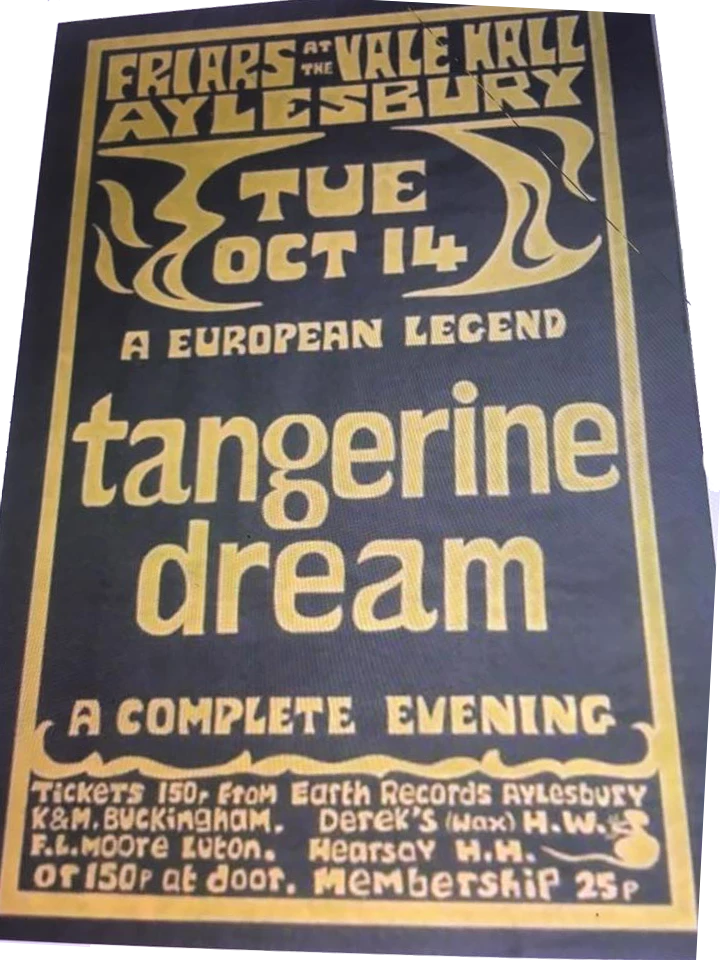 FRIARS AT THE VALE HALL
AYLESBURY
TUE
OCT 14
A EUROPEAN LEGEND
tangerine
dream
A COMPLETE EVENING
TICKETS 150p from Earth Records Aylesbury
K&M. Buckingham. Derek's (Wax) H.W.
F.L. Moore Luton. Hearsay H.H.
or 150p at door. Membership 25p